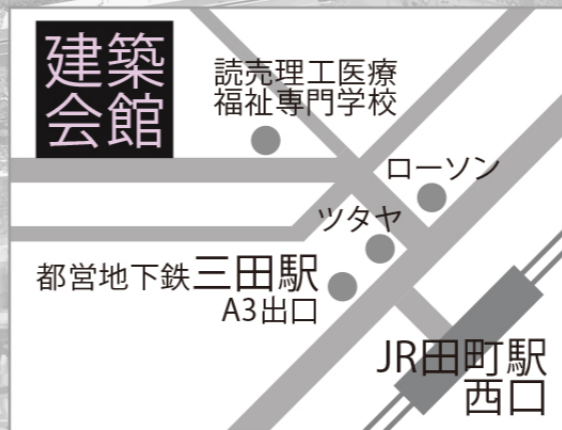 建築
会館
読売理工医療
福祉専門学校
ローソン
ツタヤ
都営地下鉄三田駅
A3出口
JR田町駅
西口